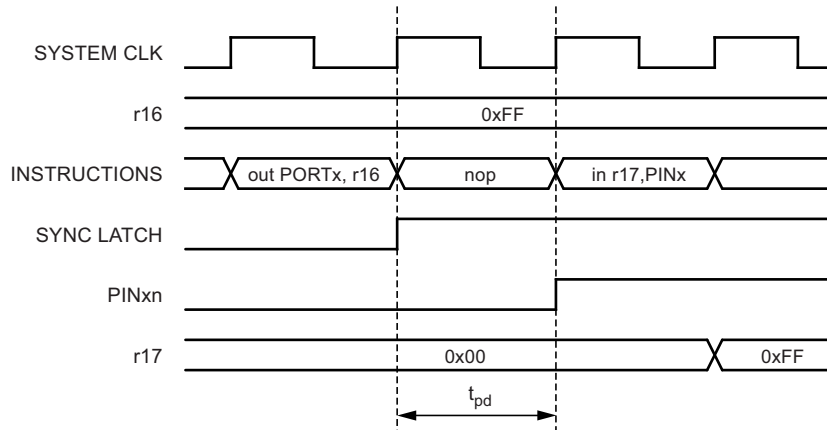 SYSTEM CLK
r16
0xFF
INSTRUCTIONS
out PORTx, r16
nop
in r17,PINx
SYNC LATCH
PINxn
r17
0x00
0xFF
tpd